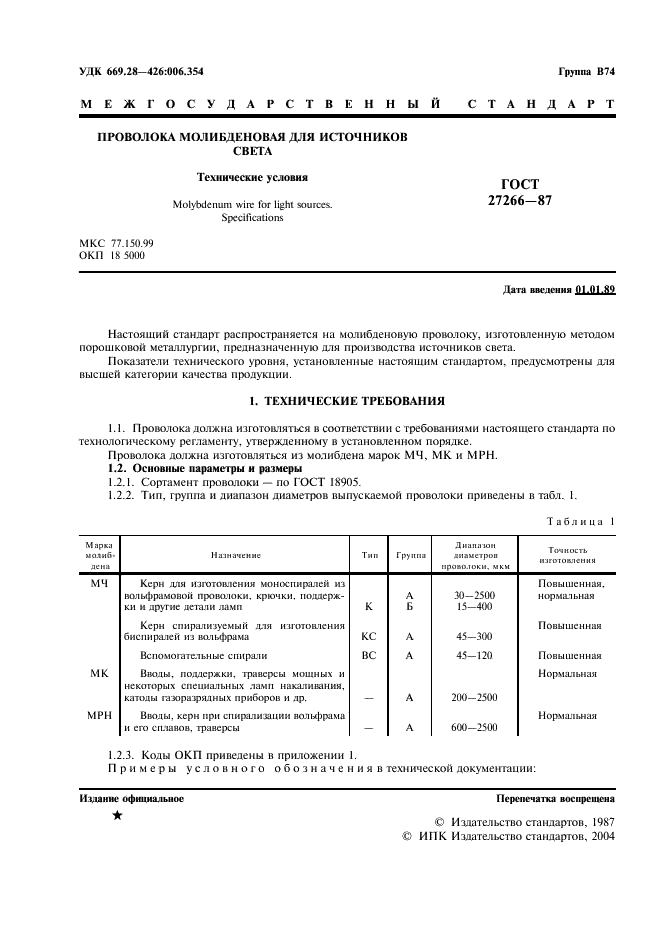 УДК 669.28—426:006.354 Группа В74
МЕЖГОСУДАРСТВЕННЫЙ СТАНДАРТ
ПРОВОЛОКА МОЛИБДЕНОВАЯ ДЛЯ ИСТОЧНИКОВ
СВЕТА
Технические условия
Molybdenum wire for light sources.
Specifications
ГОСТ
27266—87
МКС 77.150.99
ОКП 18 5000
Дата введения 01.01.89
Настоящий стандарт распространяется на молибденовую проволоку, изготовленную методом
порошковой металлургии, предназначенную для производства источников света.
Показатели технического уровня, установленные настоящим стандартом, предусмотрены для
высшей категории качества продукции.
1. ТЕХНИЧЕСКИЕ ТРЕБОВАНИЯ
1.1. Проволока должна изготовляться в соответствии с требованиями настоящего стандарта по
технологическому регламенту, утвержденному в установленном порядке.
Проволока должна изготовляться из молибдена марок МЧ, МК и МРН.
1.2. Основные параметры и размеры
1.2.1. Сортамент проволоки — по ГОСТ 18905.
1.2.2. Тип, группа и диапазон диаметров выпускаемой проволоки приведены в табл. 1.
Таблица 1
Марка
молиб-
дена
Назначение
Тип
Группа
Диапазон
диаметров
проволоки, мкм
Точность
изготовления
МЧ Керн для изготовления моноспиралей из Повышенная,
вольфрамовой проволоки, крючки, поддерж- А 30—2500 нормальная
ки и другие детали ламп К Б 15—400
Керн спирализуемый для изготовления Повышенная
биспиралей из вольфрама КС А 45—300
Вспомогательные спирали ВС А 45—120 Повышенная
МК Вводы, поддержки, траверсы мощных и Нормальная
некоторых специальных ламп накаливания,
катоды газоразрядных приборов и др. — А 200—2500
МРН Вводы, керн при спирализации вольфрама Нормальная
и его сплавов, траверсы — А 600—2500
1.2.3. Коды ОКП приведены в приложении 1.
Примеры условного обозначения в технической документации:
Издание официальное Перепечатка воспрещена
★
© Издательство стандартов, 1987
© ИПК Издательство стандартов, 2004